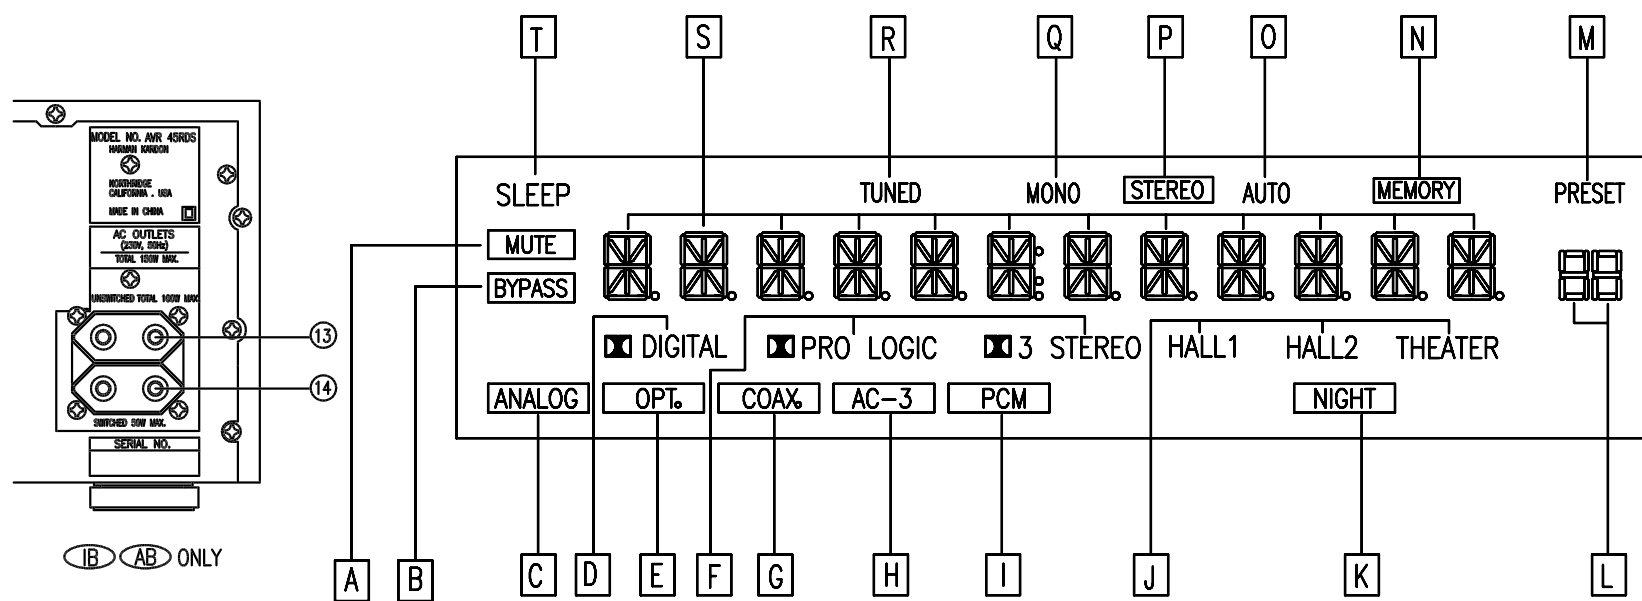 T S R Q P O N M
MODEL NO. AVR 45RDS
HARMAN KARDON
NORTHRIDGE
CALIFORNIA . USA
MADE IN CHINA
AC OUTLETS
(230V, 50Hz)
TOTAL 150W MAX.
UNSWITCHED TOTAL 100W MAX.
13
14
SWITCHED 50W MAX.
SERIAL NO.
IB AB ONLY
SLEEP TUNED MONO STEREO AUTO MEMORY PRESET
MUTE
BYPASS
DIGITAL PRO LOGIC 3 STEREO HALL1 HALL2 THEATER
ANALOG OPT. COAX. AC-3 PCM NIGHT
A B C D E F G H I J K L